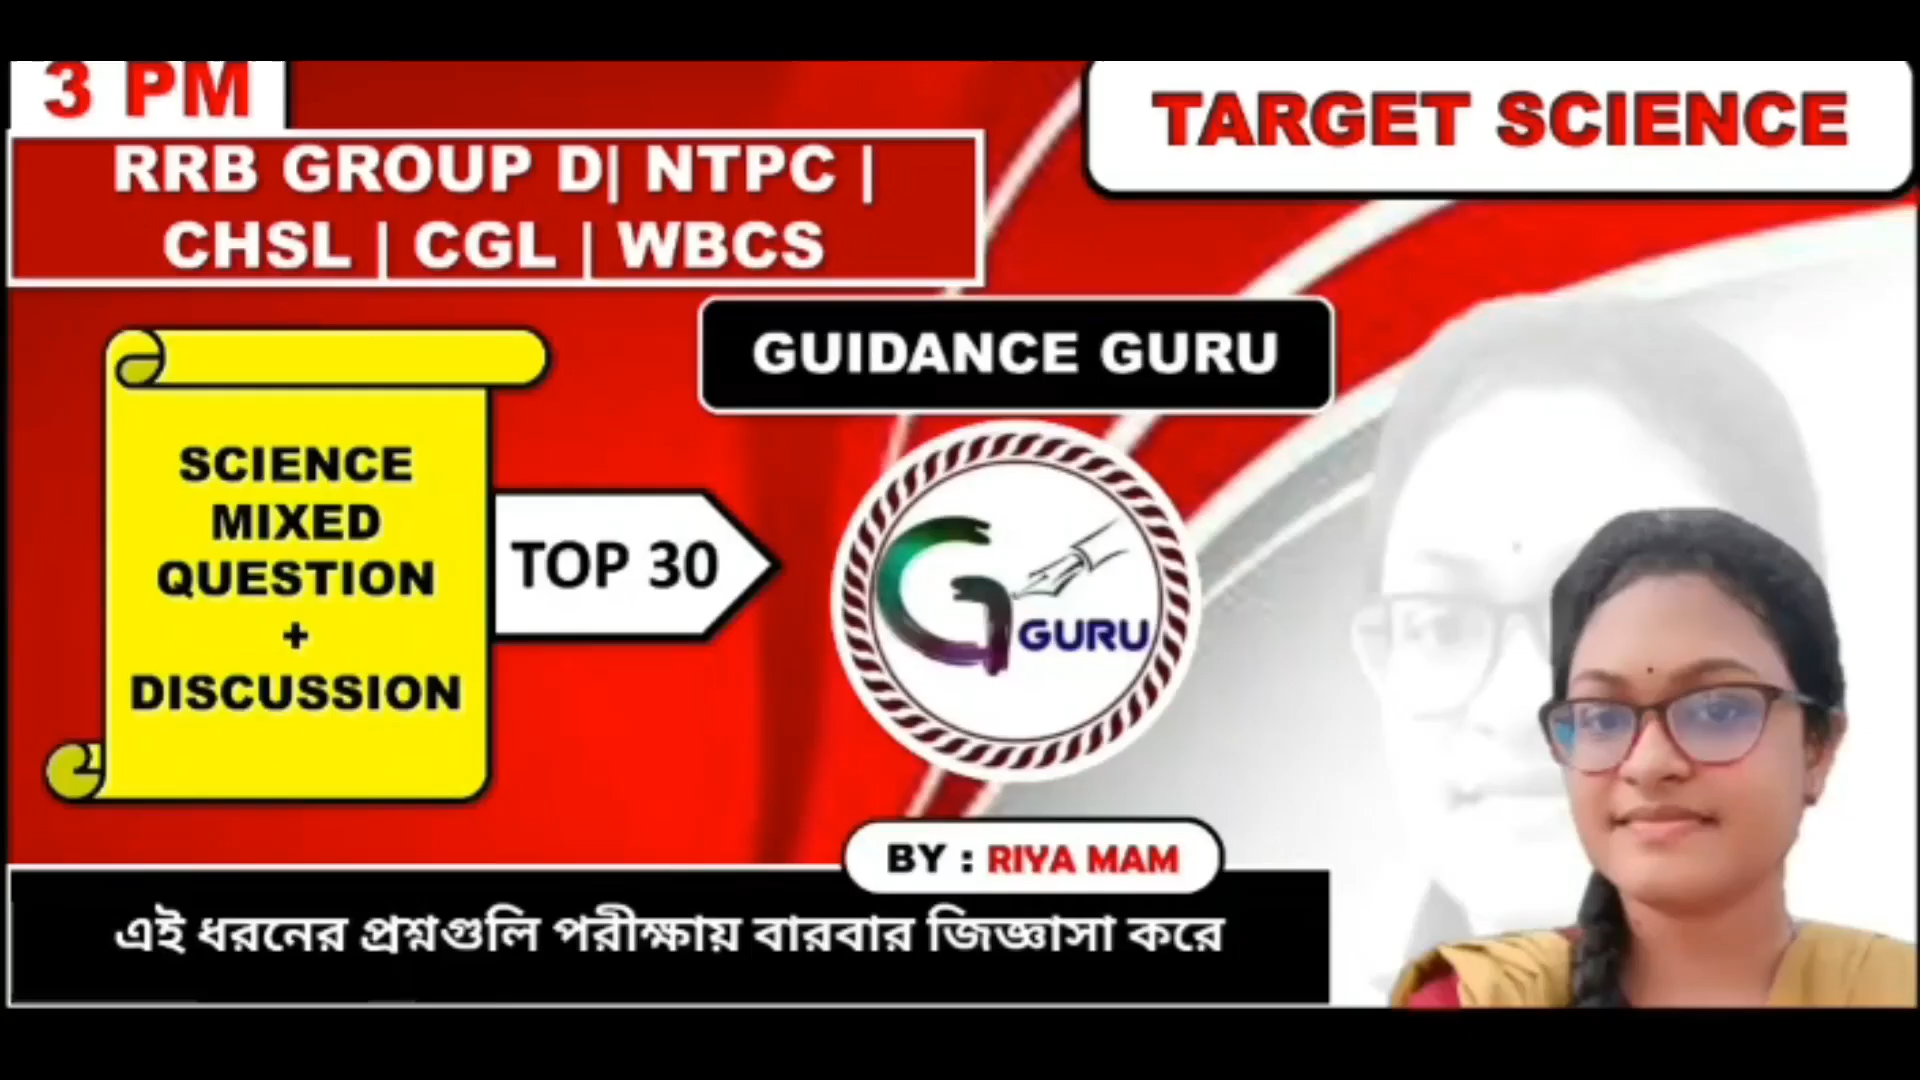 3 PM
TARGET SCIENCE
RRB GROUP D| NTPC |
CHSL | CGL | WBCS
GUIDANCE GURU
SCIENCE
MIXED
QUESTION
+
DISCUSSION
TOP 30
G GURU
BY : RIYA MAM
এই ধরনের প্রশ্নগুলি পরীক্ষায় বারবার জিজ্ঞাসা করে